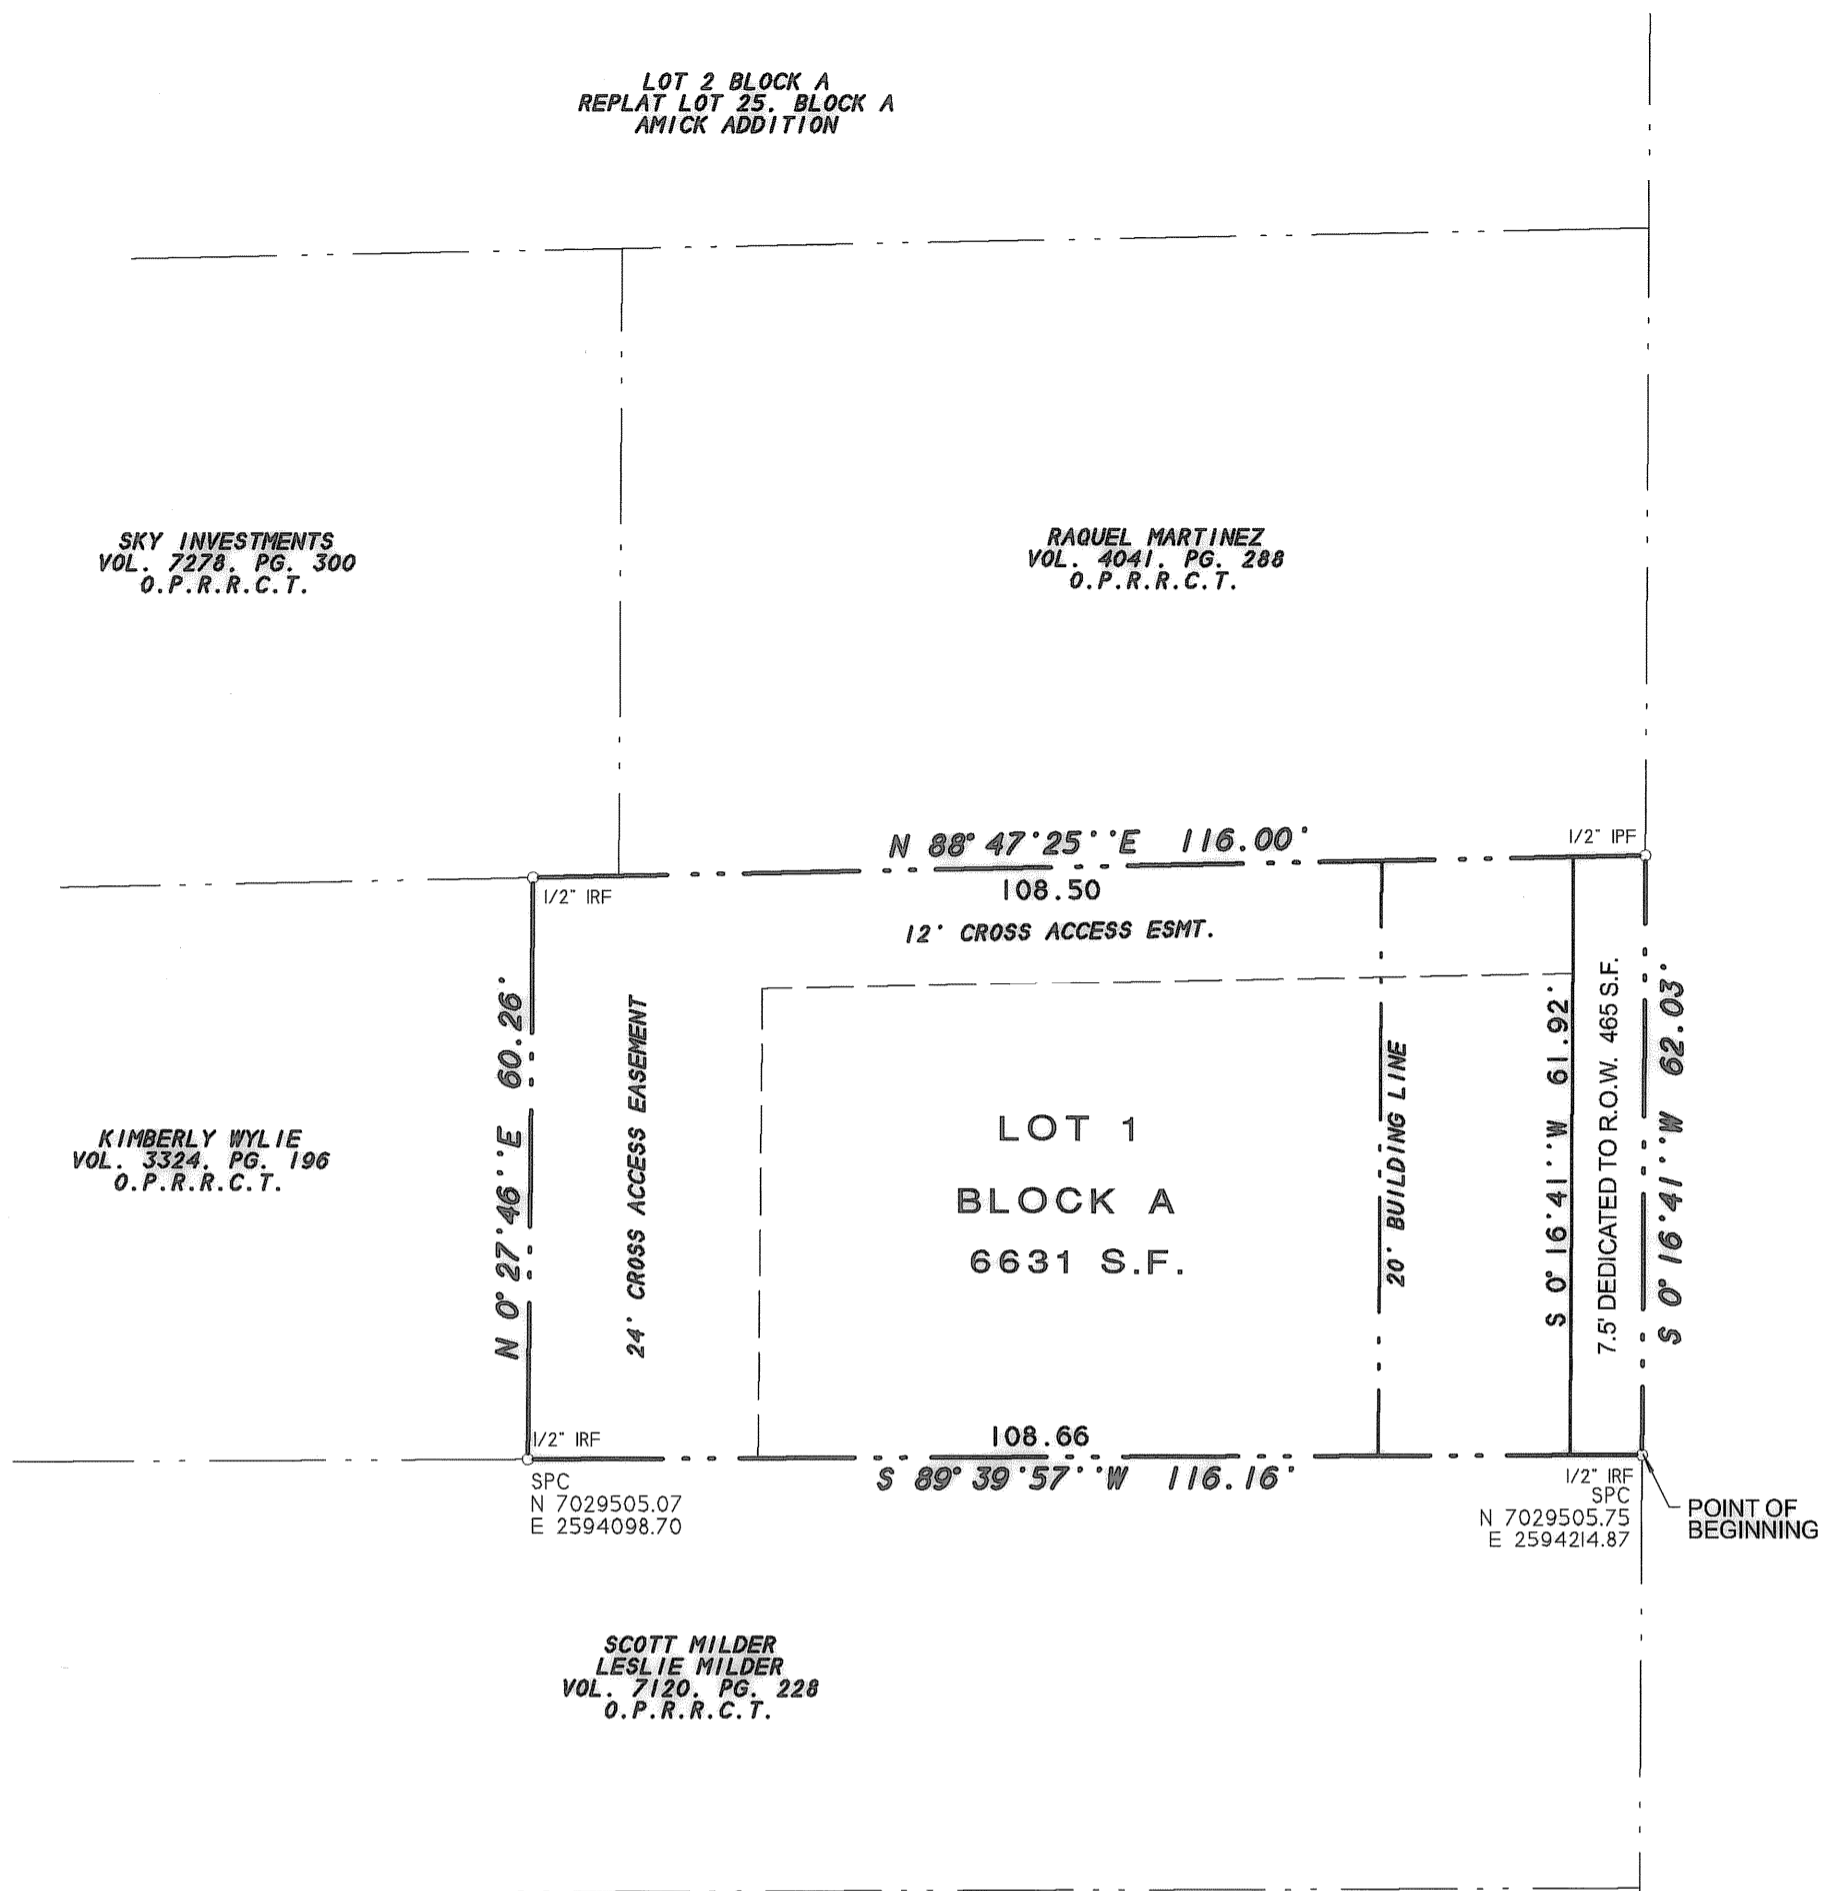 LOT 2 BLOCK A
REPLAT LOT 25. BLOCK A
AMICK ADDITION
SKY INVESTMENTS
VOL. 7278. PG. 300
O.P.R.R.C.T.
RAQUEL MARTINEZ
VOL. 4041. PG. 288
O.P.R.R.C.T.
N 88° 47'25''E 116.00'
1/2" IPF
1/2" IRF
108.50
12' CROSS ACCESS ESMT.
N 0° 27'46''E 60.26'
24' CROSS ACCESS EASEMENT
KIMBERLY WYLIE
VOL. 3324. PG. 196
O.P.R.R.C.T.
LOT 1
BLOCK A
6631 S.F.
20' BUILDING LINE
S 0° 16'41''W 61.92'
7.5' DEDICATED TO R.O.W. 465 S.F.
S 0° 16'41''W 62.03'
1/2" IRF
108.66
S 89° 39'57''W 116.16'
SPC
N 7029505.07
E 2594098.70
1/2" IRF
SPC
N 7029505.75
E 2594214.87
POINT OF
BEGINNING
SCOTT MILDER
LESLIE MILDER
VOL. 7120. PG. 228
O.P.R.R.C.T.